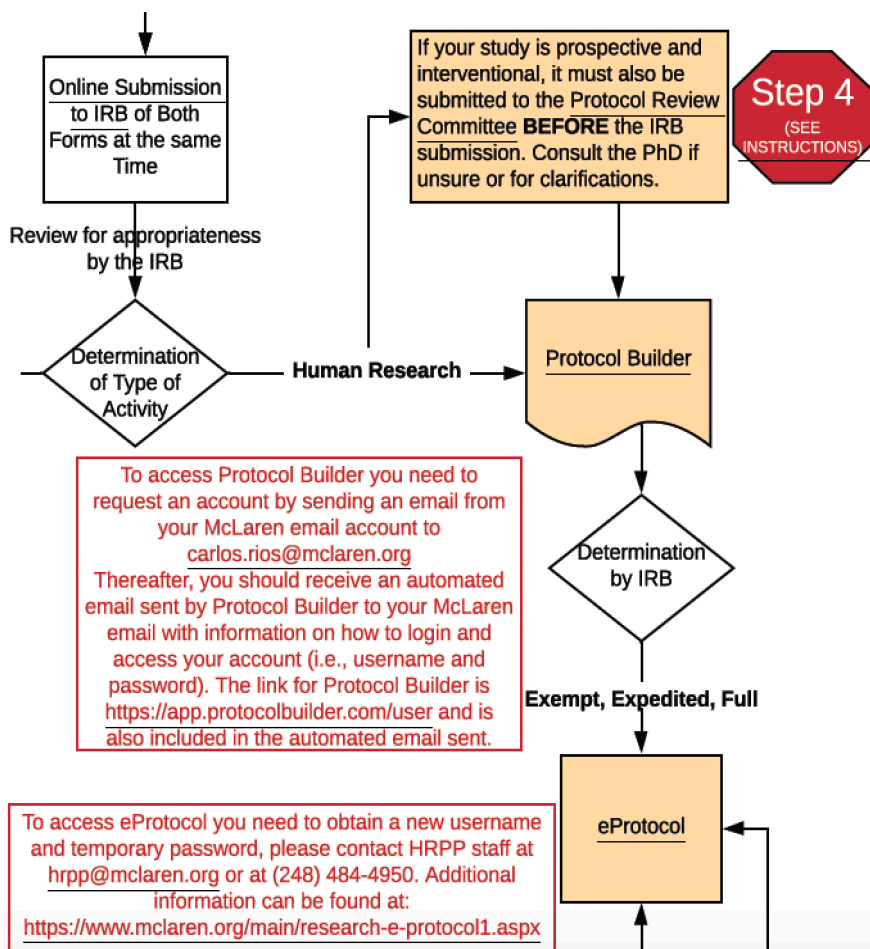 Online Submission
to IRB of Both
Forms at the same
Time
If your study is prospective and
interventional, it must also be
submitted to the Protocol Review
Committee BEFORE the IRB
submission. Consult the PhD if
unsure or for clarifications.
Step 4
(SEE
INSTRUCTIONS)
Review for appropriateness
by the IRB
Determination
of Type of
Activity
Human Research
Protocol Builder
To access Protocol Builder you need to
request an account by sending an email from
your McLaren email account to
carlos.rios@mclaren.org
Thereafter, you should receive an automated
email sent by Protocol Builder to your McLaren
email with information on how to login and
access your account (i.e., username and
password). The link for Protocol Builder is
https://app.protocolbuilder.com/user and is
also included in the automated email sent.
Determination
by IRB
Exempt, Expedited, Full
eProtocol
To access eProtocol you need to obtain a new username
and temporary password, please contact HRPP staff at
hrpp@mclaren.org or at (248) 484-4950. Additional
information can be found at:
https://www.mclaren.org/main/research-e-protocol1.aspx